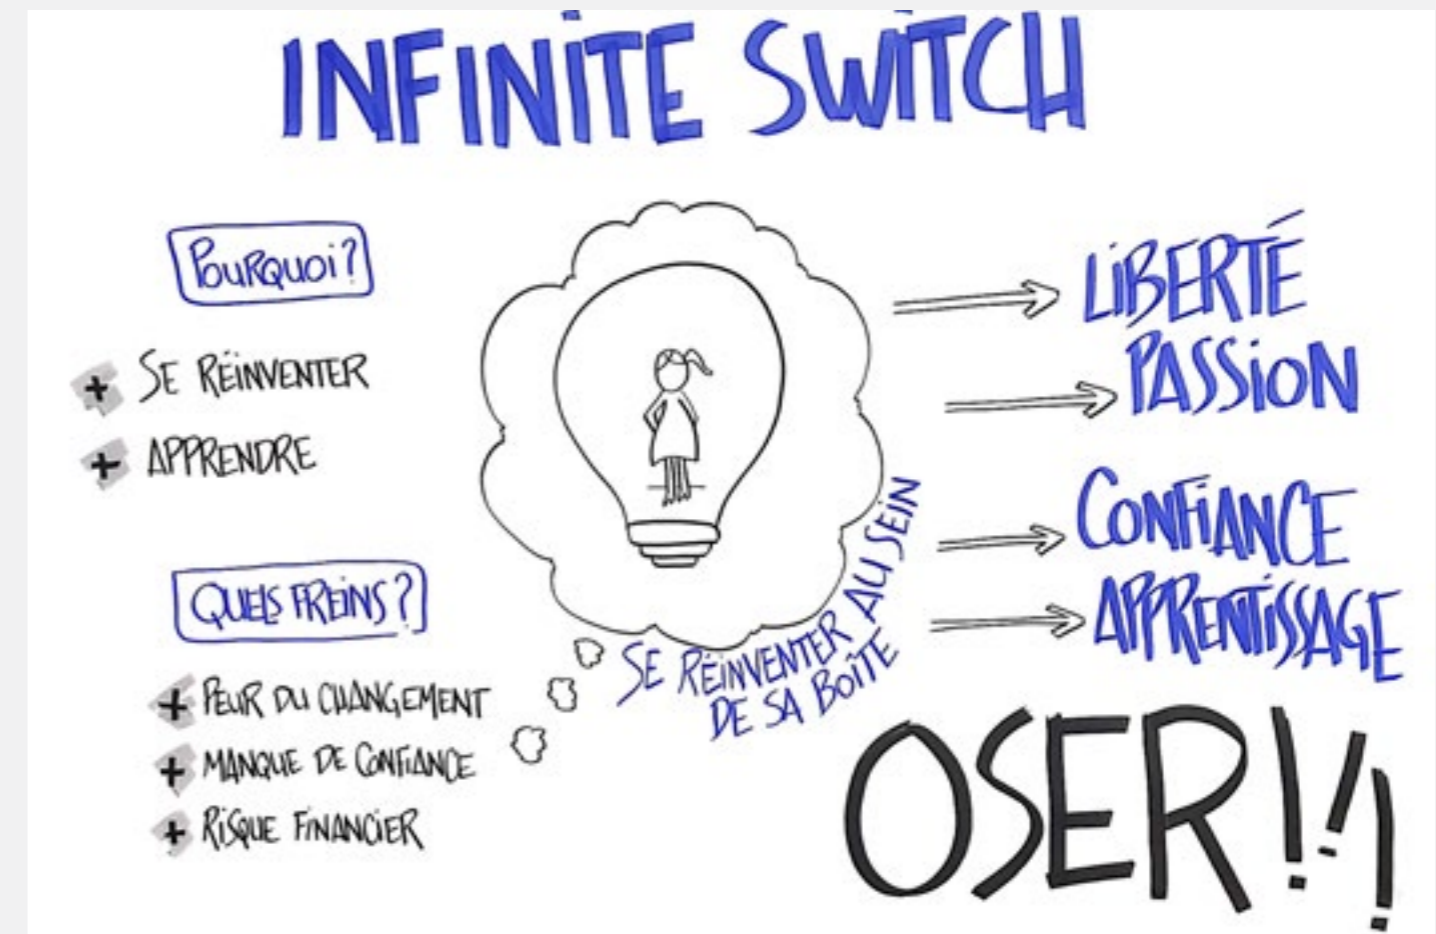 INFINITE SWITCH
POURQUOI?
+ SE RÉINVENTER
+ APPRENDRE
QUELS FREINS?
+ PEUR DU CHANGEMENT
+ MANQUE DE CONFIANCE
+ RISQUE FINANCIER
SE RÉINVENTER AU SEIN
DE SA BOÎTE
LIBERTÉ
PASSION
CONFIANCE
APPRENTISSAGE
OSER!!!